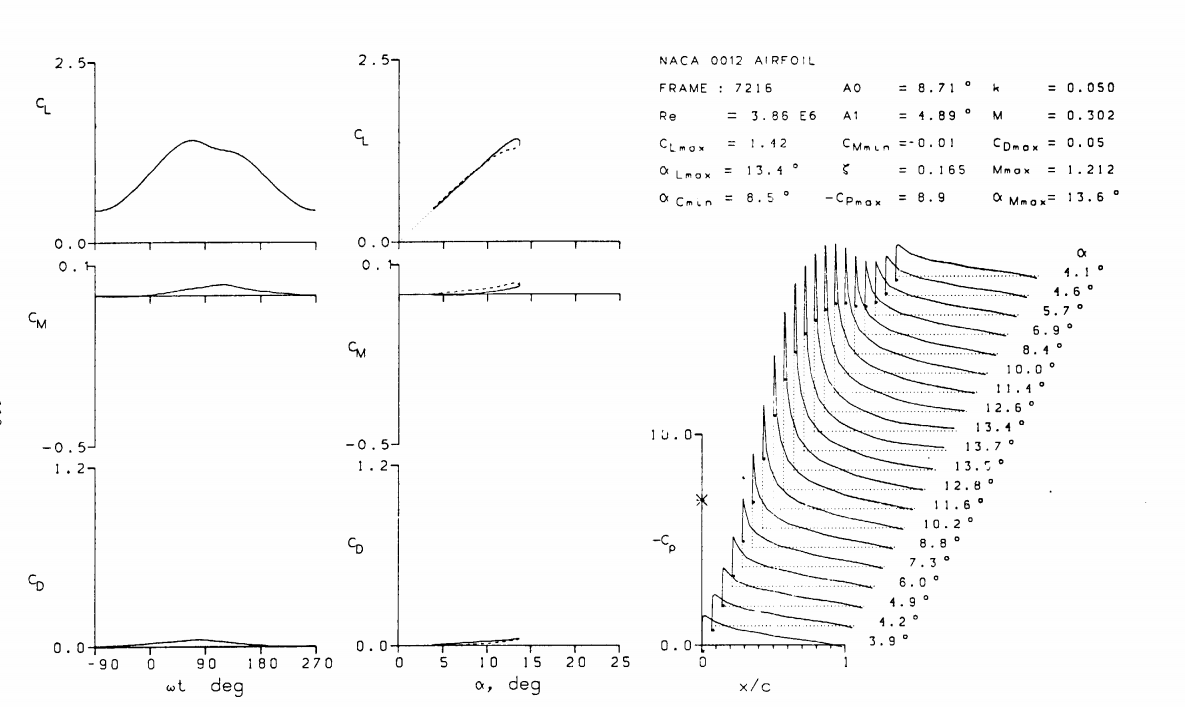 NACA 0012 AIRFOIL
FRAME : 7216 A0 = 8.71 ° k = 0.050
Re = 3.86 E6 A1 = 4.89 ° M = 0.302
CLmax = 1.42 CMmin =-0.01 CDmax = 0.05
αLmax = 13.4 ° ζ = 0.165 Mmax = 1.212
αCmin = 8.5 ° -CPmax = 8.9 αMmax= 13.6 °
2.5
CL
0.0
0.1
CM
-0.5
1.2
CD
0.0
-90 0 90 180 270
ωt deg
2.5
CL
0.0
0.1
CM
-0.5
1.2
CD
0.0
0 5 10 15 20 25
α, deg
α
4.1 °
4.6 °
5.7 °
6.9 °
8.4 °
10.0 °
11.4 °
12.6 °
13.4 °
13.7 °
12.8 °
11.6 °
10.2 °
8.8 °
7.3 °
6.0 °
4.9 °
4.2 °
3.9 °
10.0
-Cp
0.0
0 1
x/c